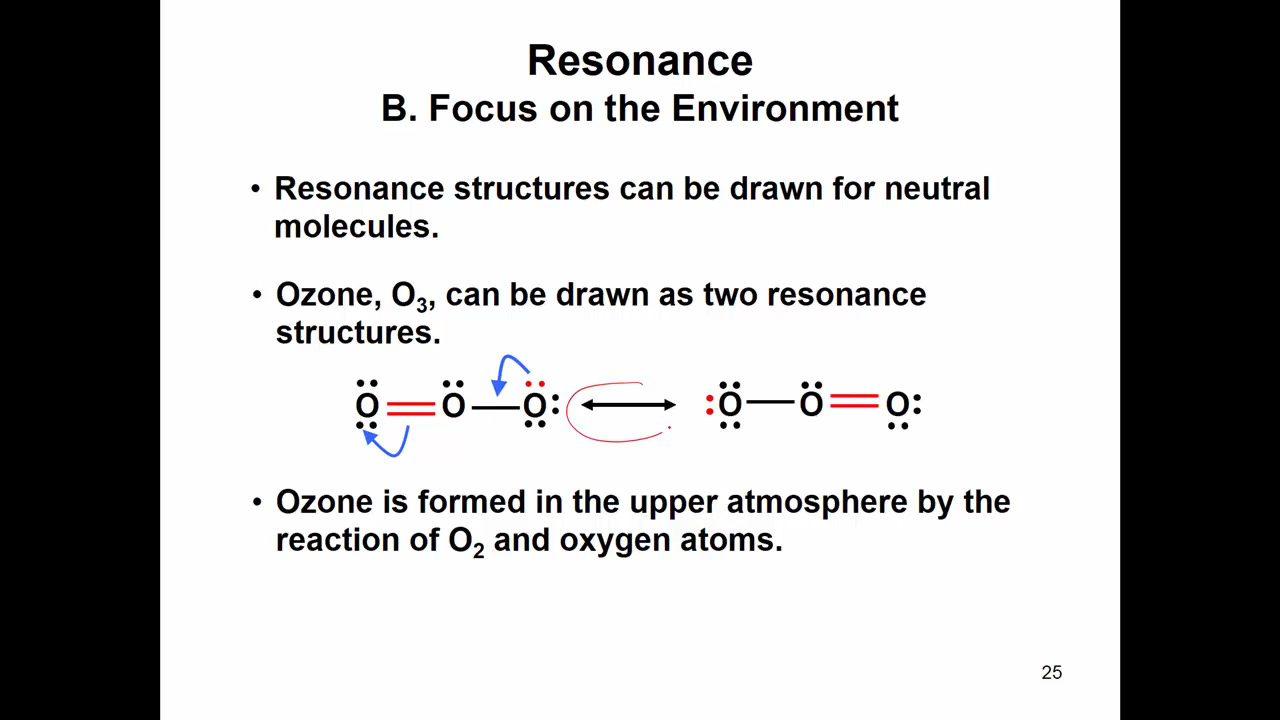 Resonance
B. Focus on the Environment
• Resonance structures can be drawn for neutral
molecules.
• Ozone, O₃, can be drawn as two resonance
structures.
O O O O O O
• Ozone is formed in the upper atmosphere by the
reaction of O₂ and oxygen atoms.
25